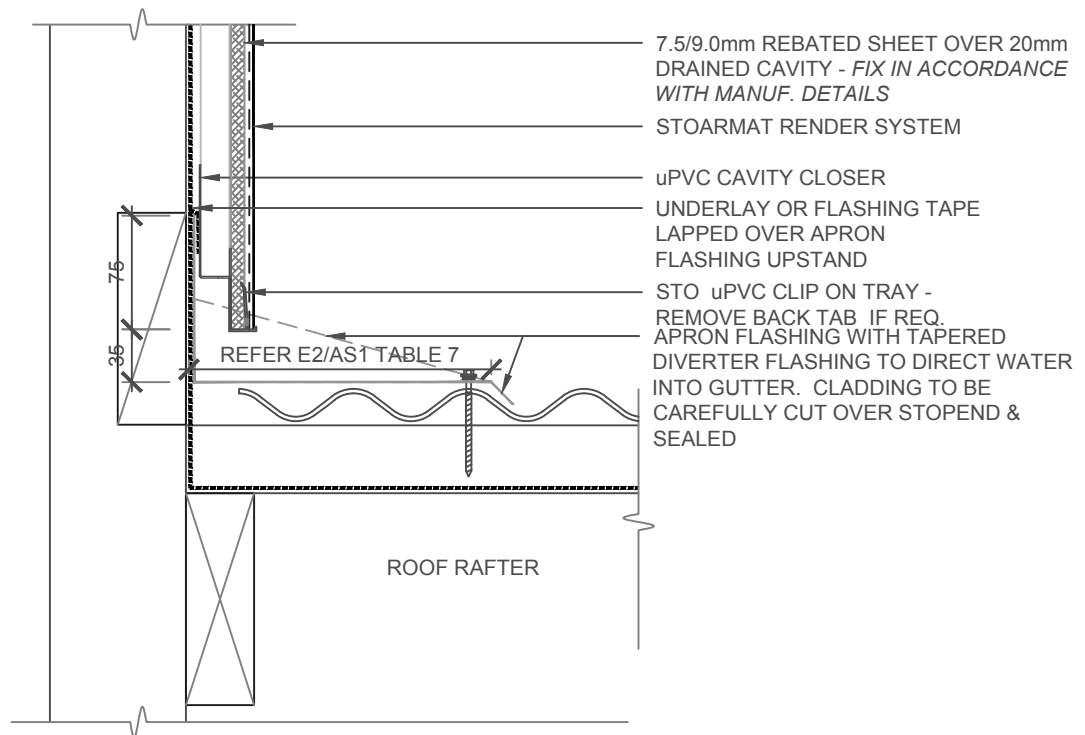 7.5/9.0mm REBATED SHEET OVER 20mm
DRAINED CAVITY - FIX IN ACCORDANCE
WITH MANUF. DETAILS
STOARMAT RENDER SYSTEM
uPVC CAVITY CLOSER
UNDERLAY OR FLASHING TAPE
LAPPED OVER APRON
FLASHING UPSTAND
STO uPVC CLIP ON TRAY -
REMOVE BACK TAB IF REQ.
APRON FLASHING WITH TAPERED
DIVERTER FLASHING TO DIRECT WATER
INTO GUTTER. CLADDING TO BE
CAREFULLY CUT OVER STOPEND &
SEALED
75
35
REFER E2/AS1 TABLE 7
ROOF RAFTER